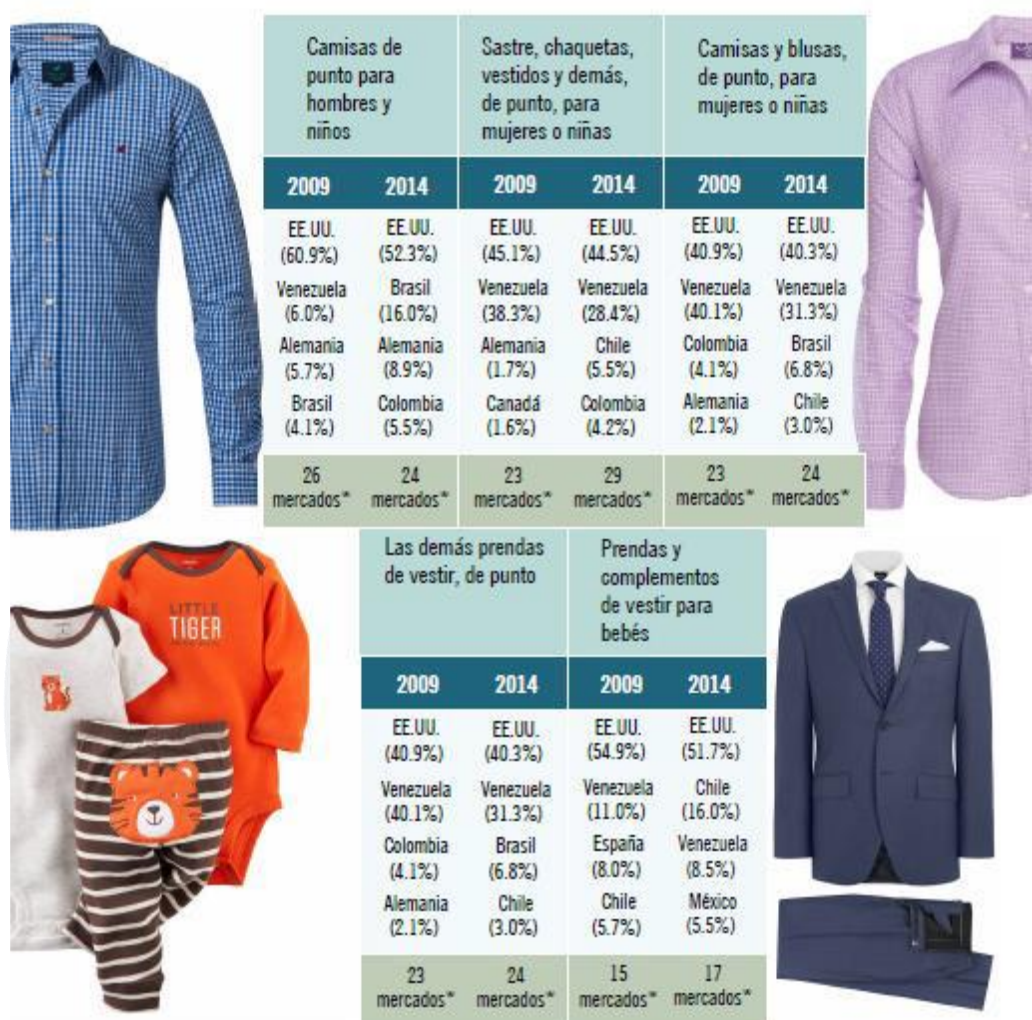 Camisas de
punto para
hombres y
niños
Sastre, chaquetas,
vestidos y demás,
de punto, para
mujeres o niñas
Camisas y blusas,
de punto, para
mujeres o niñas
2009 2014 2009 2014 2009 2014
EE.UU. EE.UU. EE.UU. EE.UU. EE.UU. EE.UU.
(60.9%) (52.3%) (45.1%) (44.5%) (40.9%) (40.3%)
Venezuela Brasil Venezuela Venezuela Venezuela Venezuela
(6.0%) (16.0%) (38.3%) (28.4%) (40.1%) (31.3%)
Alemania Alemania Alemania Chile Colombia Brasil
(5.7%) (8.9%) (1.7%) (5.5%) (4.1%) (6.8%)
Brasil Colombia Canadá Colombia Alemania Chile
(4.1%) (5.5%) (1.6%) (4.2%) (2.1%) (3.0%)
26 24 23 29 23 24
mercados* mercados* mercados* mercados* mercados* mercados*
LITTLE
TIGER
Las demás prendas
de vestir, de punto
Prendas y
complementos
de vestir para
bebés
2009 2014 2009 2014
EE.UU. EE.UU. EE.UU. EE.UU.
(40.9%) (40.3%) (54.9%) (51.7%)
Venezuela Venezuela Venezuela Chile
(40.1%) (31.3%) (11.0%) (16.0%)
Colombia Brasil España Venezuela
(4.1%) (6.8%) (8.0%) (8.5%)
Alemania Chile Chile México
(2.1%) (3.0%) (5.7%) (5.5%)
23 24 15 17
mercados* mercados* mercados* mercados*